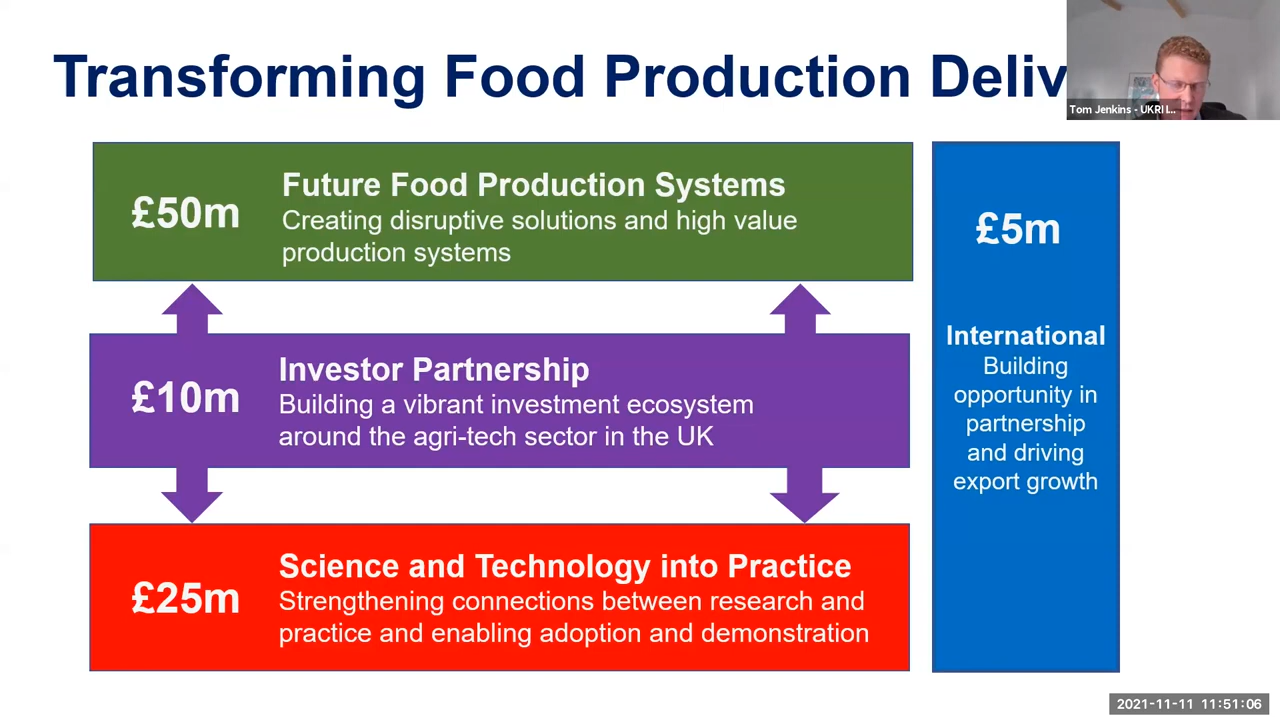 Transforming Food Production Deliv
Tom Jenkins - UKRI I...
£50m
Future Food Production Systems
Creating disruptive solutions and high value
production systems
£10m
Investor Partnership
Building a vibrant investment ecosystem
around the agri-tech sector in the UK
£25m
Science and Technology into Practice
Strengthening connections between research and
practice and enabling adoption and demonstration
£5m
International
Building
opportunity in
partnership
and driving
export growth
2021-11-11 11:51:06